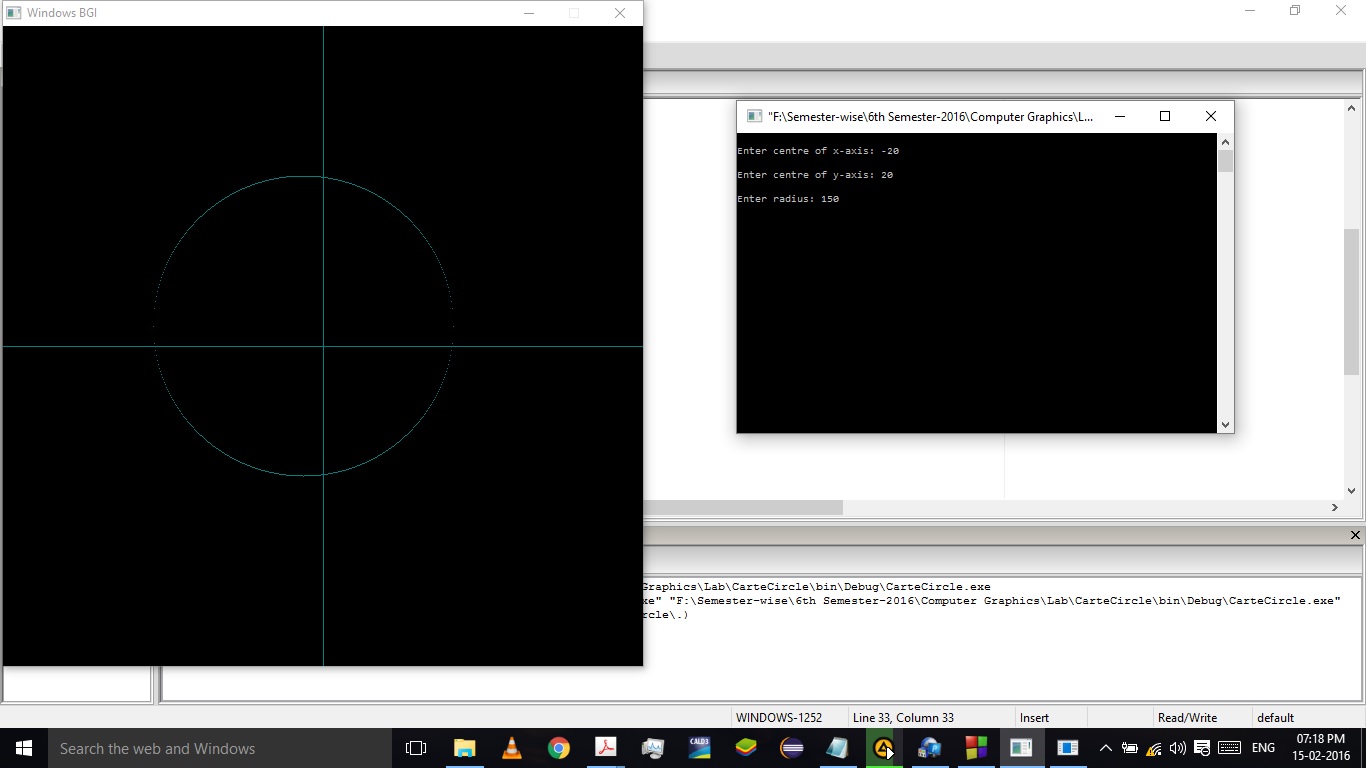 Windows BGI
"F:\Semester-wise\6th Semester-2016\Computer Graphics\L...
Enter centre of x-axis: -20
Enter centre of y-axis: 20
Enter radius: 150
Graphics\Lab\CarteCircle\bin\Debug\CarteCircle.exe
xe" "F:\Semester-wise\6th Semester-2016\Computer Graphics\Lab\CarteCircle\bin\Debug\CarteCircle.exe"
rcle\.)
WINDOWS-1252 Line 33, Column 33 Insert Read/Write default
Search the web and Windows
CALD3
ENG
07:18 PM
15-02-2016